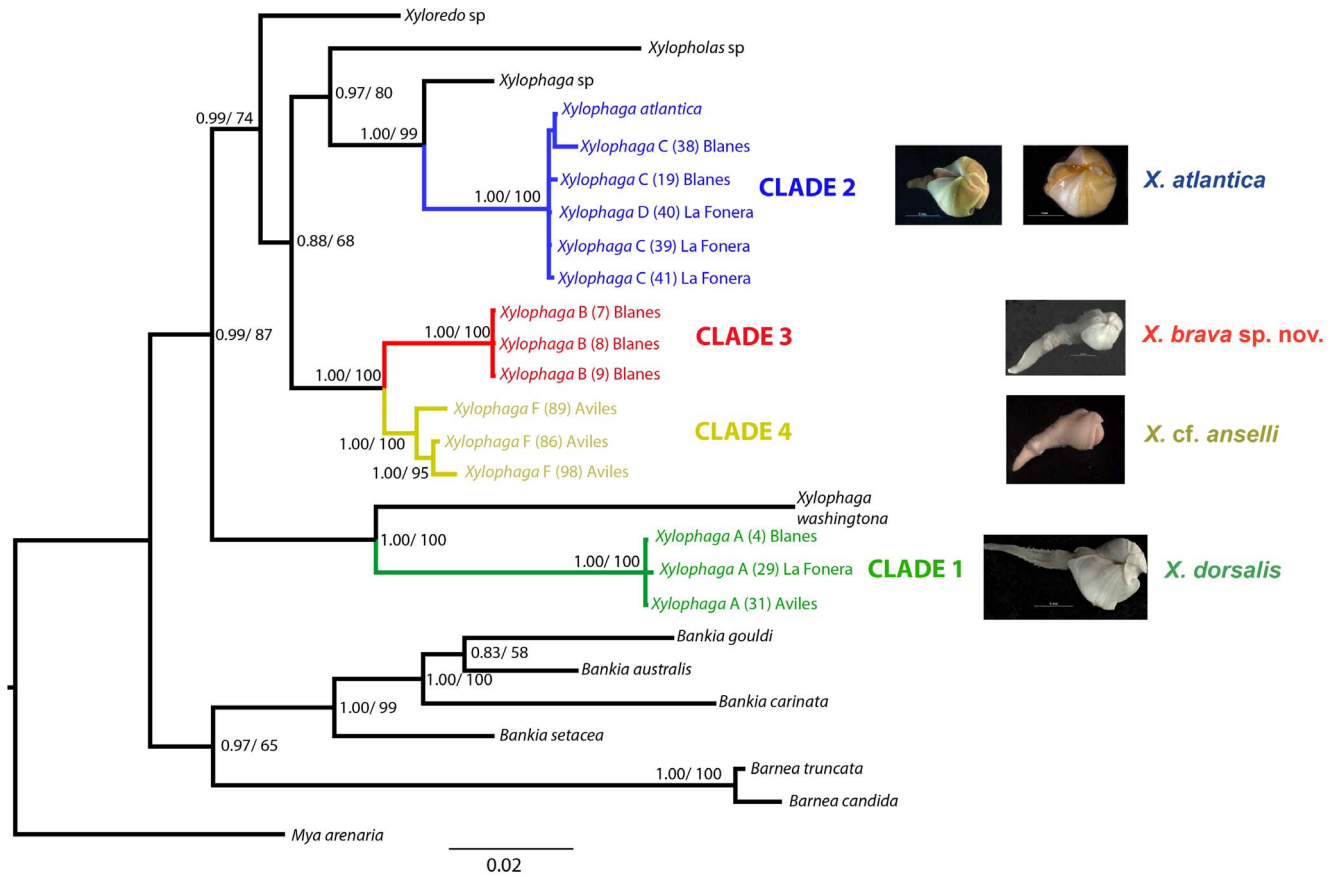 Xyloredo sp
Xylopholas sp
0.97/ 80
Xylophaga sp
0.99/ 74
1.00/ 99
Xylophaga atlantica
Xylophaga C (38) Blanes
Xylophaga C (19) Blanes
CLADE 2
X. atlantica
1.00/ 100
Xylophaga D (40) La Fonera
0.88/ 68
Xylophaga C (39) La Fonera
Xylophaga C (41) La Fonera
Xylophaga B (7) Blanes
0.99/ 87
1.00/ 100
Xylophaga B (8) Blanes
CLADE 3
X. brava sp. nov.
1.00/ 100
Xylophaga B (9) Blanes
Xylophaga F (89) Aviles
1.00/ 100
Xylophaga F (86) Aviles
CLADE 4
X. cf. anselli
1.00/ 95
Xylophaga F (98) Aviles
Xylophaga
washingtona
1.00/ 100
Xylophaga A (4) Blanes
1.00/ 100
Xylophaga A (29) La Fonera
CLADE 1
X. dorsalis
Xylophaga A (31) Aviles
Bankia gouldi
0.83/ 58
Bankia australis
1.00/ 100
Bankia carinata
1.00/ 99
Bankia setacea
0.97/ 65
1.00/ 100
Barnea truncata
Barnea candida
Mya arenaria
0.02